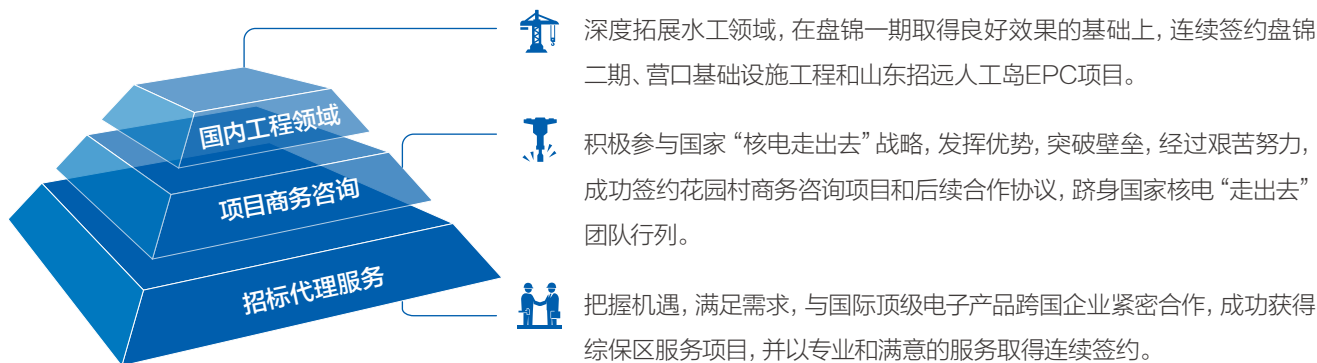 国内工程领域
深度拓展水工领域，在盘锦一期取得良好效果的基础上，连续签约盘锦
二期、营口基础设施工程和山东招远人工岛EPC项目。
项目商务咨询
积极参与国家“核电走出去”战略，发挥优势，突破壁垒，经过艰苦努力，
成功签约花园村商务咨询项目和后续合作协议，跻身国家核电“走出去”
团队行列。
招标代理服务
把握机遇，满足需求，与国际顶级电子产品跨国企业紧密合作，成功获得
综保区服务项目，并以专业和满意的服务取得连续签约。